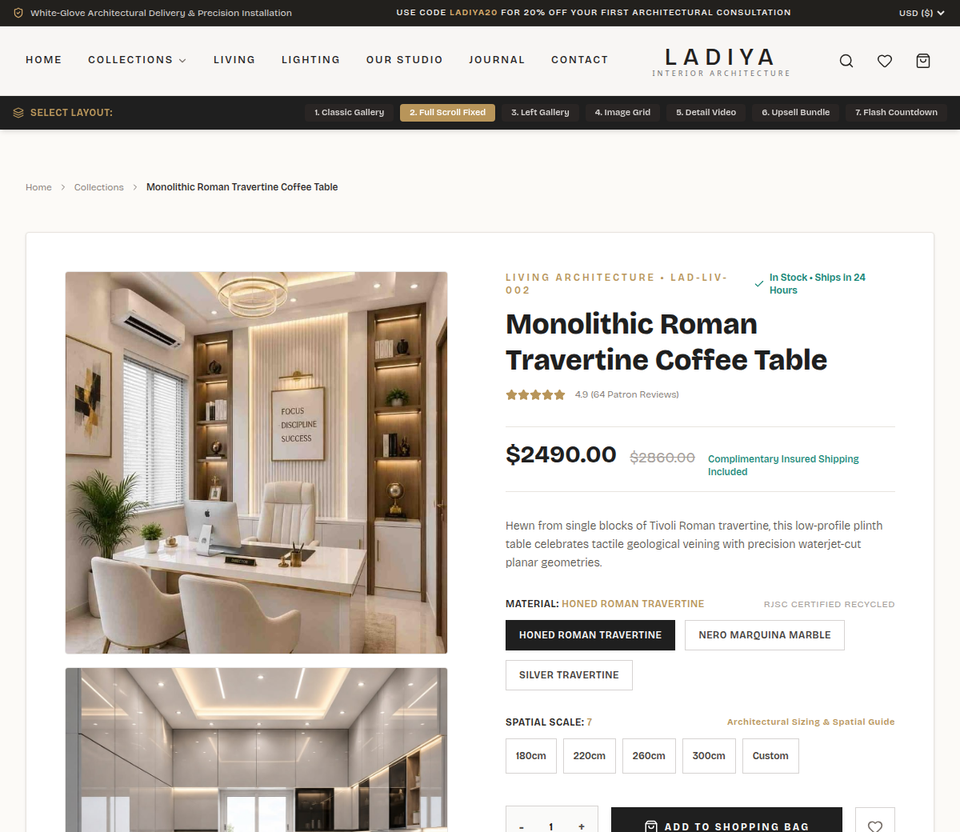 White-Glove Architectural Delivery & Precision Installation
USE CODE LADIYA20 FOR 20% OFF YOUR FIRST ARCHITECTURAL CONSULTATION
USD ($)
HOME
COLLECTIONS
LIVING
LIGHTING
OUR STUDIO
JOURNAL
CONTACT
LADIYA
INTERIOR ARCHITECTURE
SELECT LAYOUT:
1. Classic Gallery
2. Full Scroll Fixed
3. Left Gallery
4. Image Grid
5. Detail Video
6. Upsell Bundle
7. Flash Countdown
Home
Collections
Monolithic Roman Travertine Coffee Table
FOCUS
DISCIPLINE
SUCCESS
LIVING ARCHITECTURE • LAD-LIV-
002
In Stock • Ships in 24
Hours
Monolithic Roman
Travertine Coffee Table
4.9 (64 Patron Reviews)
$2490.00
$2860.00
Complimentary Insured Shipping
Included
Hewn from single blocks of Tivoli Roman travertine, this low-profile plinth
table celebrates tactile geological veining with precision waterjet-cut
planar geometries.
MATERIAL: HONED ROMAN TRAVERTINE
RJSC CERTIFIED RECYCLED
HONED ROMAN TRAVERTINE
NERO MARQUINA MARBLE
SILVER TRAVERTINE
SPATIAL SCALE: 7
Architectural Sizing & Spatial Guide
180cm
220cm
260cm
300cm
Custom
- 1 +
ADD TO SHOPPING BAG